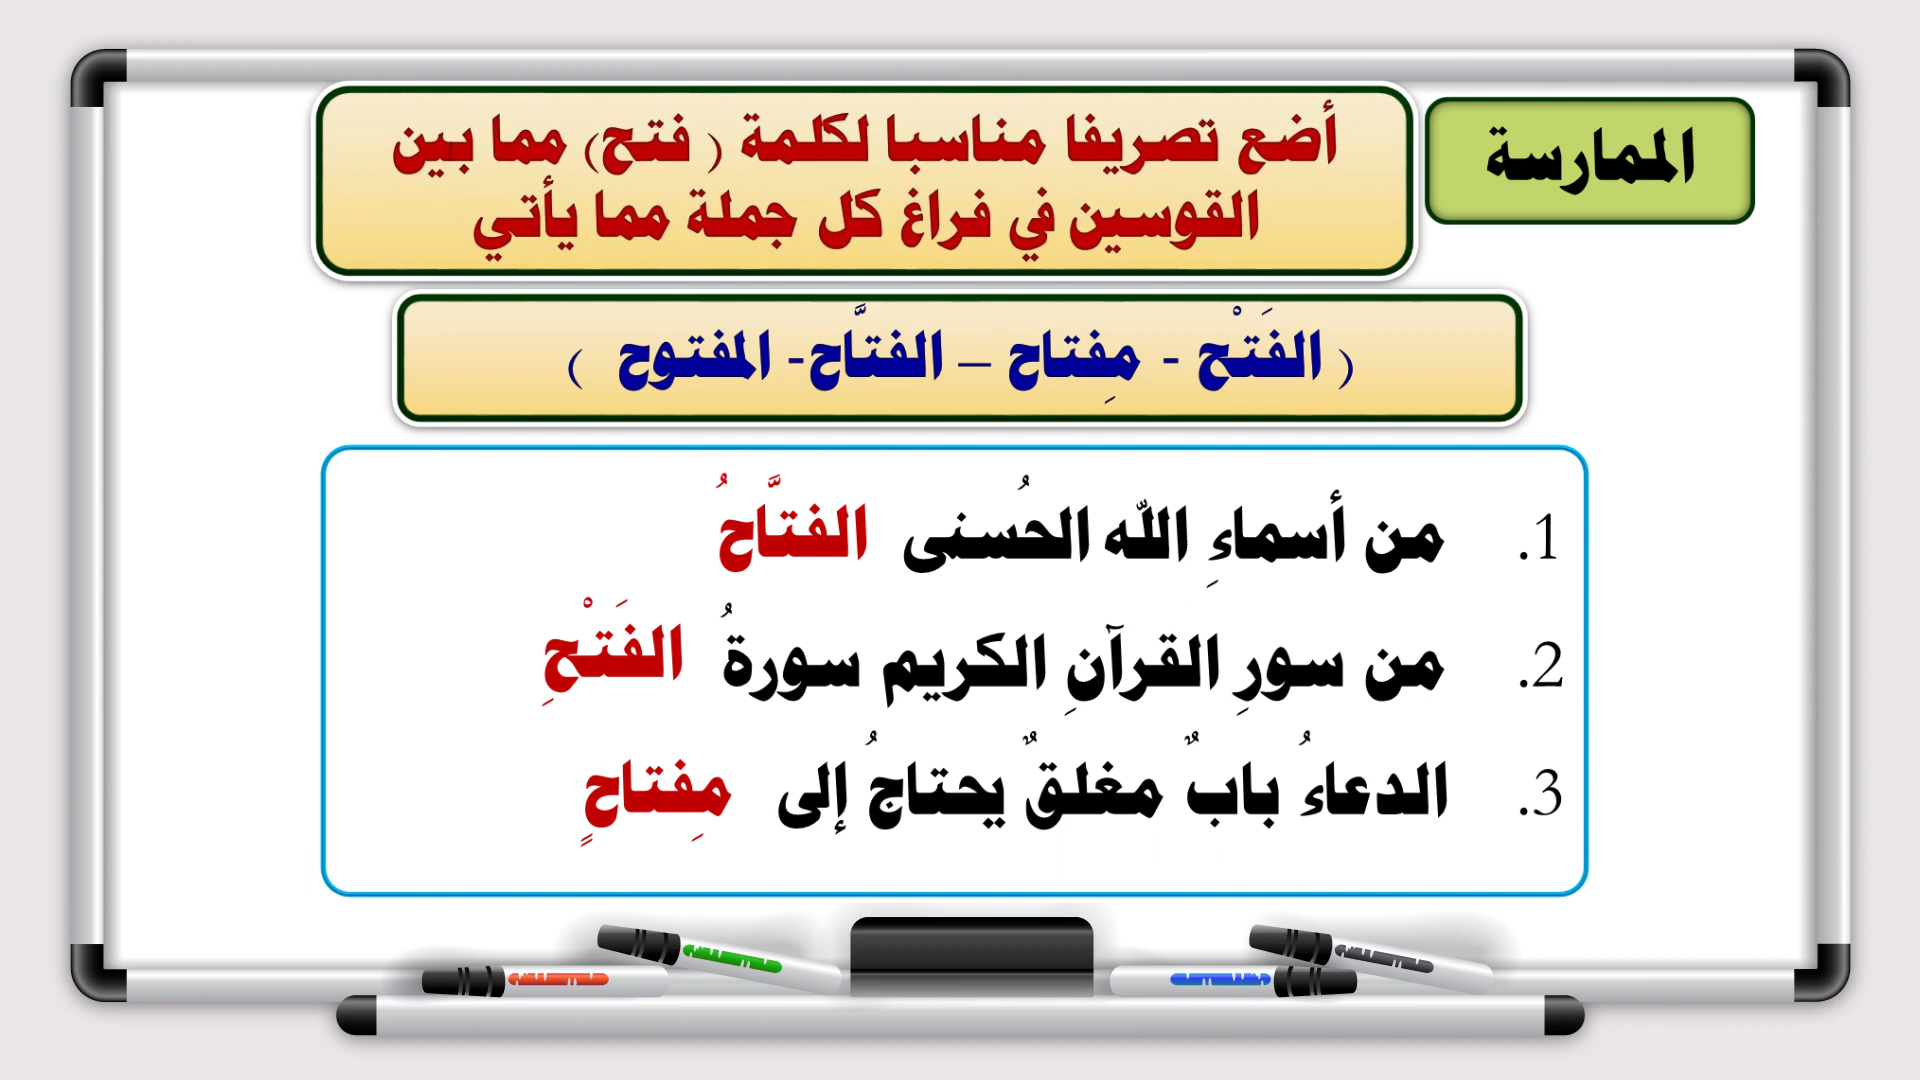 الممارسة
أضع تصريفا مناسبا لكلمة ( فتح) مما بين
القوسين في فراغ كل جملة مما يأتي
( الفَتْح - مِفتاح – الفتَّاح- المفتوح )
1. من أسماءِ اللّه الحُسنى الفتَّاحُ
2. من سورِ القرآنِ الكريم سورةُ الفَتْحِ
3. الدعاءُ بابٌ مغلقٌ يحتاجُ إلى مِفتاحٍ